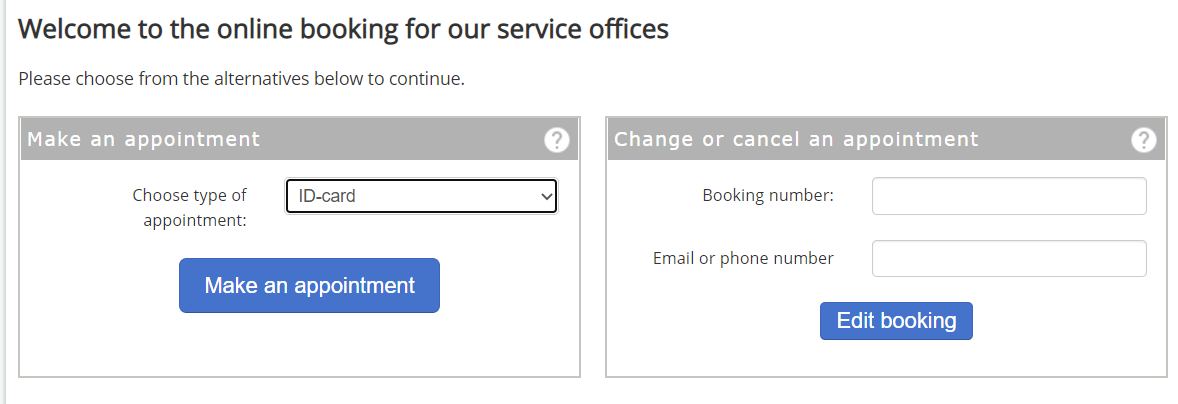 Welcome to the online booking for our service offices
Please choose from the alternatives below to continue.
Make an appointment
?
Choose type of
appointment:
ID-card
Make an appointment
Change or cancel an appointment
?
Booking number:
Email or phone number
Edit booking